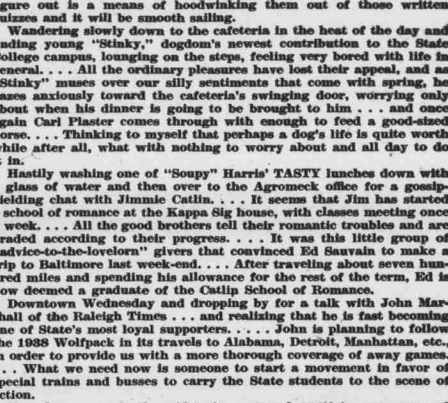 gure out is a means of hoodwinking them out of those written
uizzes and it will be smooth sailing.
Wandering slowly down to the cafeteria in the heat of the day and
nding young "Stinky," dogdom's newest contribution to the State
ollege campus, lounging on the steps, feeling very bored with life in
eneral. . . . All the ordinary pleasures have lost their appeal, and as
Stinky" muses over our silly sentiments that come with spring, he
azes anxiously toward the cafeteria's swinging door, worrying only
bout when his dinner is going to be brought to him . . . and once
gain Carl Plaster comes through with enough to feed a good-sized
orse. . . . Thinking to myself that perhaps a dog's life is quite worth
hile after all, what with nothing to worry about and all day to do
t in.
Hastily washing one of "Soupy" Harris' TASTY lunches down with
glass of water and then over to the Agromeck office for a gossip
ielding chat with Jimmie Catlin. . . . It seems that Jim has started
school of romance at the Kappa Sig house, with classes meeting once
week. . . . All the good brothers tell their romantic troubles and are
raded according to their progress. . . . It was this little group of
advice-to-the-lovelorn" givers that convinced Ed Sauvain to make a
rip to Baltimore last week-end. . . . After traveling about seven hun-
red miles and spending his allowance for the rest of the term, Ed is
ow deemed a graduate of the Catlip School of Romance.
Downtown Wednesday and dropping by for a talk with John Mar-
hall of the Raleigh Times . . . and realizing that he is fast becoming
ne of State's most loyal supporters. . . . . John is planning to follow
he 1938 Wolfpack in its travels to Alabama, Detroit, Manhattan, etc.,
n order to provide us with a more thorough coverage of away games.
. . What we need now is someone to start a movement in favor of
pecial trains and busses to carry the State students to the scene of
ction.